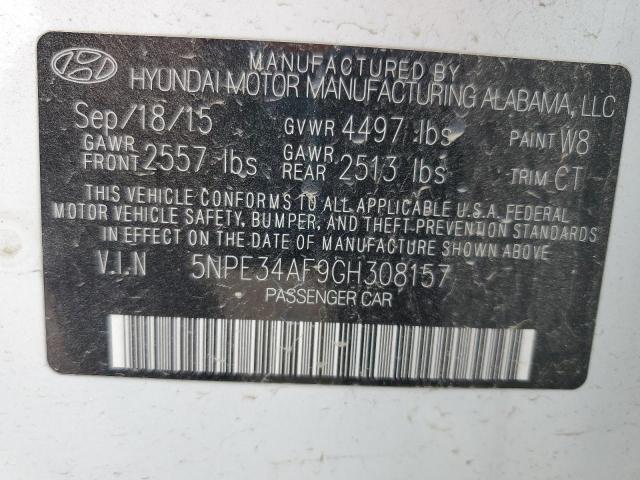 MANUFACTURED BY
HYUNDAI MOTOR MANUFACTURING ALABAMA, LLC
Sep/18/15 GVWR 4497 lbs PAINT W8
GAWR FRONT 2557 lbs GAWR REAR 2513 lbs TRIM CT
THIS VEHICLE CONFORMS TO ALL APPLICABLE U.S.A. FEDERAL
MOTOR VEHICLE SAFETY, BUMPER, AND THEFT PREVENTION STANDARDS
IN EFFECT ON THE DATE OF MANUFACTURE SHOWN ABOVE.
V.I.N 5NPE34AF9GH308157
PASSENGER CAR